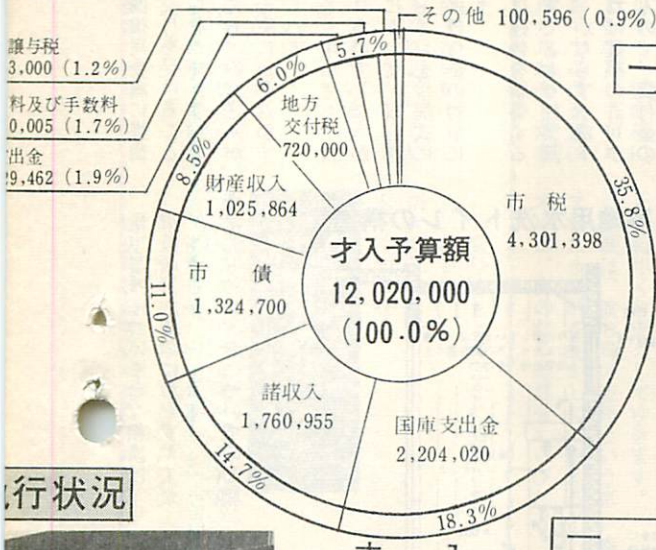 その他 100,596 (0.9%)
譲与税
3,000 (1.2%)
料及び手数料
0,005 (1.7%)
出金
29,462 (1.9%)
5.7%
6.0%
地方
交付税
720,000
8.5%
財産収入
1,025,864
市税
4,301,398
35.8%
才入予算額
12,020,000
(100.0%)
市債
1,324,700
11.0%
諸収入
1,760,955
14.7%
国庫支出金
2,204,020
18.3%
行状況